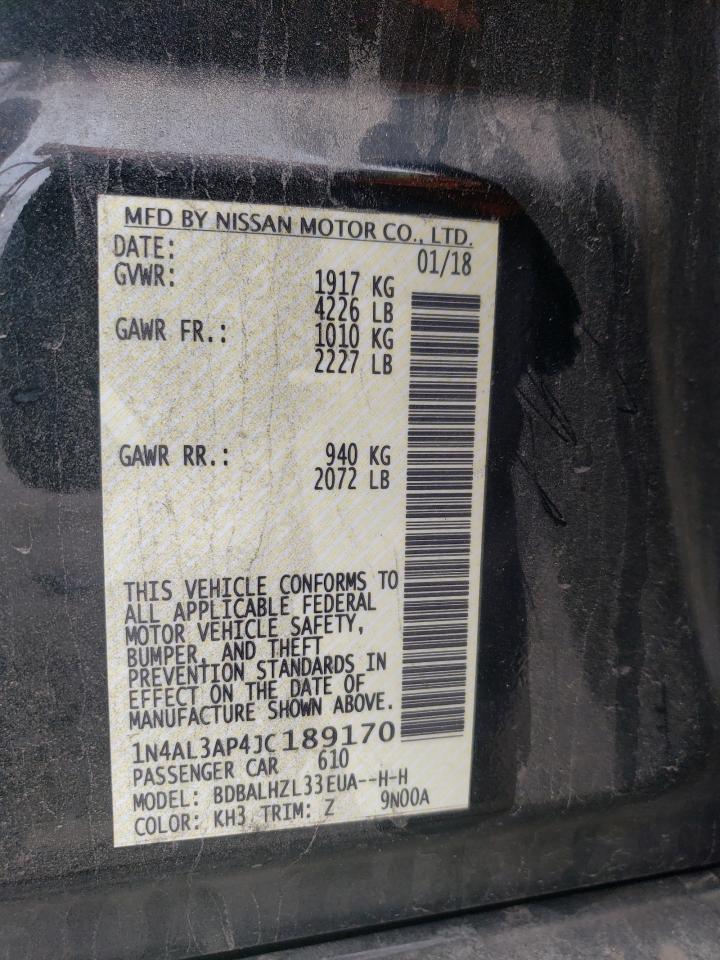 MFD BY NISSAN MOTOR CO., LTD.
DATE: 01/18
GVWR: 1917 KG
4226 LB
GAWR FR.: 1010 KG
2227 LB
GAWR RR.: 940 KG
2072 LB
THIS VEHICLE CONFORMS TO
ALL APPLICABLE FEDERAL
MOTOR VEHICLE SAFETY,
BUMPER, AND THEFT
PREVENTION STANDARDS IN
EFFECT ON THE DATE OF
MANUFACTURE SHOWN ABOVE.
1N4AL3AP4JC189170
PASSENGER CAR 610
MODEL: BDBALHZL33EUA--H-H
COLOR: KH3 TRIM: Z 9N00A